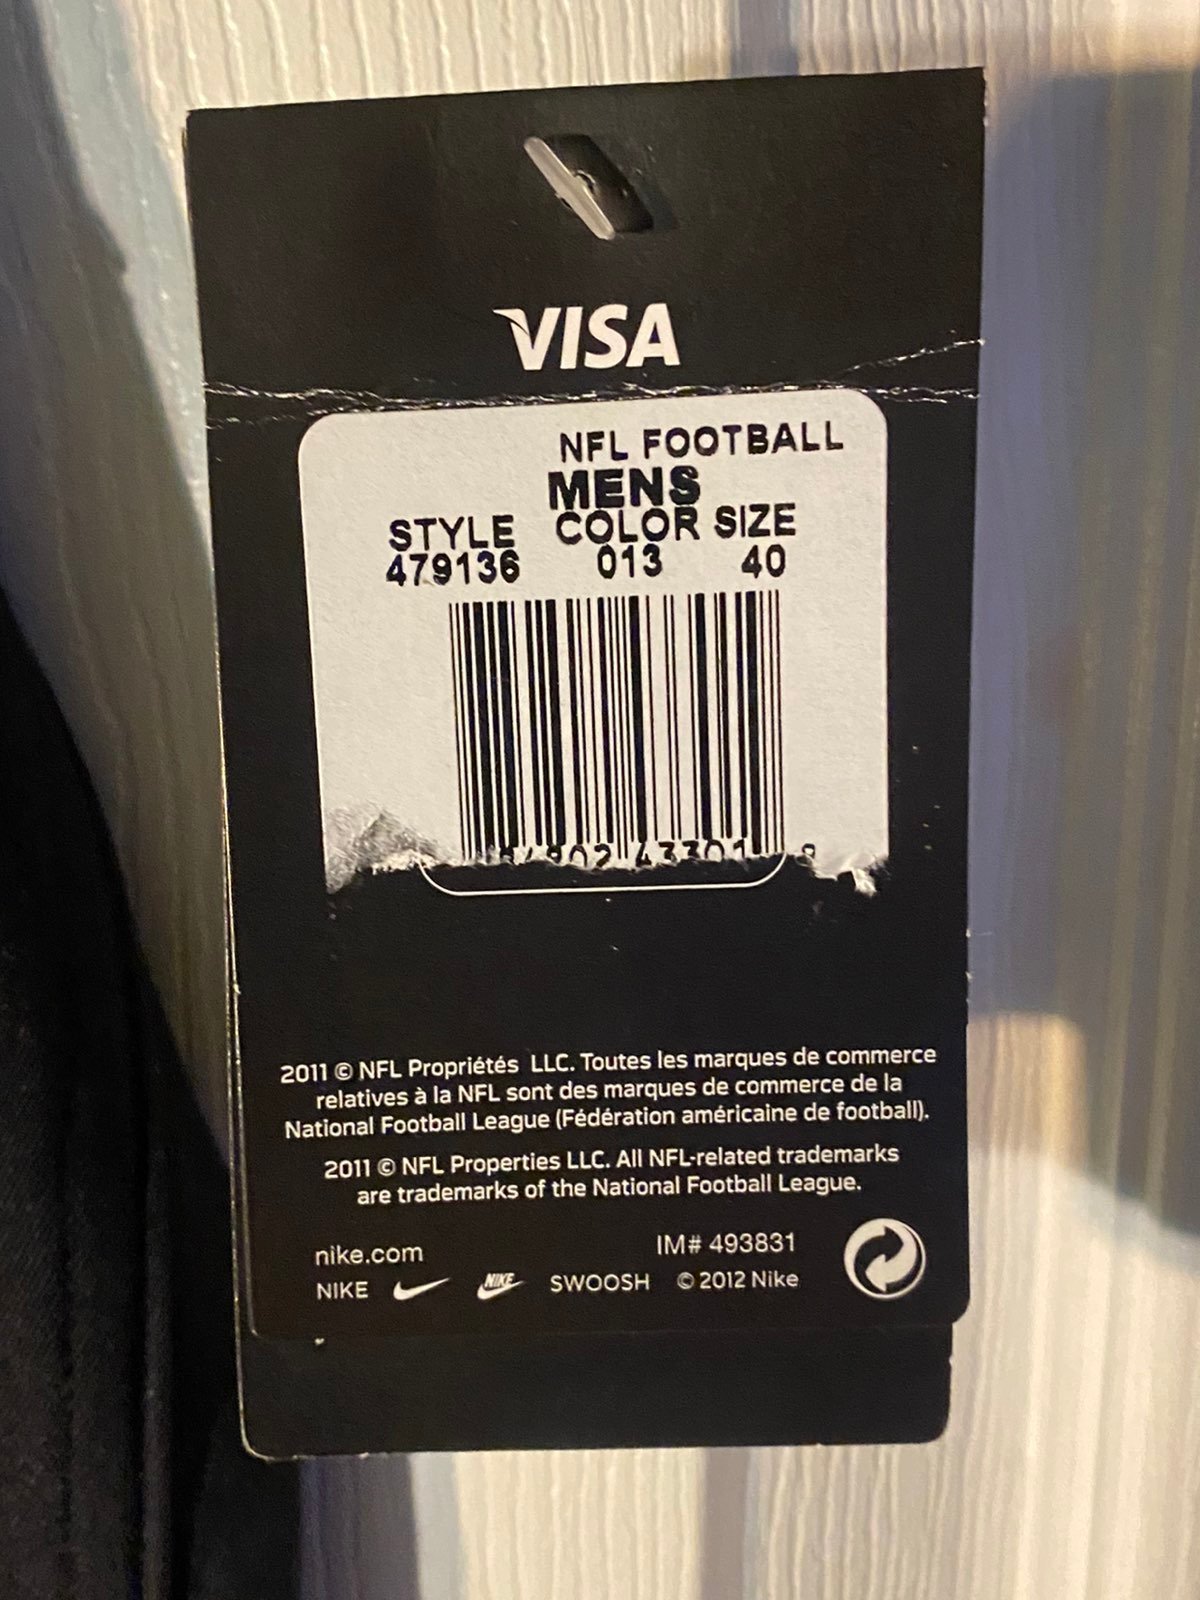 VISA
NFL FOOTBALL
MENS
STYLE COLOR SIZE
479136 013 40
2011 © NFL Propriétés LLC. Toutes les marques de commerce
relatives à la NFL sont des marques de commerce de la
National Football League (Fédération américaine de football).
2011 © NFL Properties LLC. All NFL-related trademarks
are trademarks of the National Football League.
nike.com IM# 493831
NIKE NIKE SWOOSH © 2012 Nike